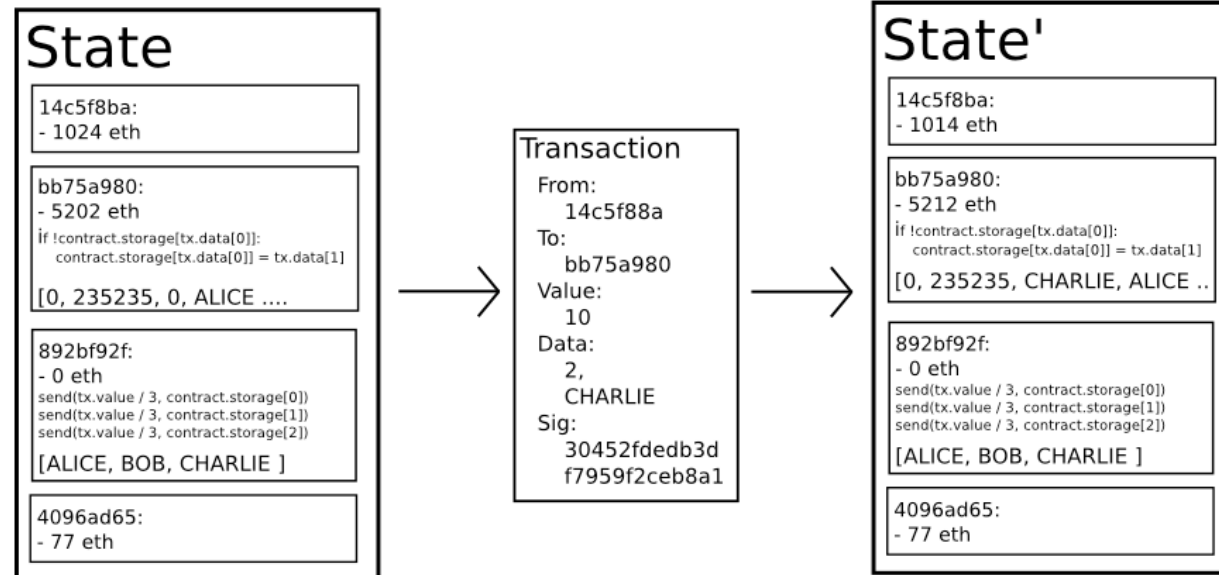 State
14c5f8ba:
- 1024 eth
bb75a980:
- 5202 eth
if !contract.storage[tx.data[0]]:
contract.storage[tx.data[0]] = tx.data[1]
[0, 235235, 0, ALICE ....
892bf92f:
- 0 eth
send(tx.value / 3, contract.storage[0])
send(tx.value / 3, contract.storage[1])
send(tx.value / 3, contract.storage[2])
[ALICE, BOB, CHARLIE ]
4096ad65:
- 77 eth
Transaction
From:
14c5f88a
To:
bb75a980
Value:
10
Data:
2,
CHARLIE
Sig:
30452fdedb3d
f7959f2ceb8a1
State'
14c5f8ba:
- 1014 eth
bb75a980:
- 5212 eth
if !contract.storage[tx.data[0]]:
contract.storage[tx.data[0]] = tx.data[1]
[0, 235235, CHARLIE, ALICE ..
892bf92f:
- 0 eth
send(tx.value / 3, contract.storage[0])
send(tx.value / 3, contract.storage[1])
send(tx.value / 3, contract.storage[2])
[ALICE, BOB, CHARLIE ]
4096ad65:
- 77 eth